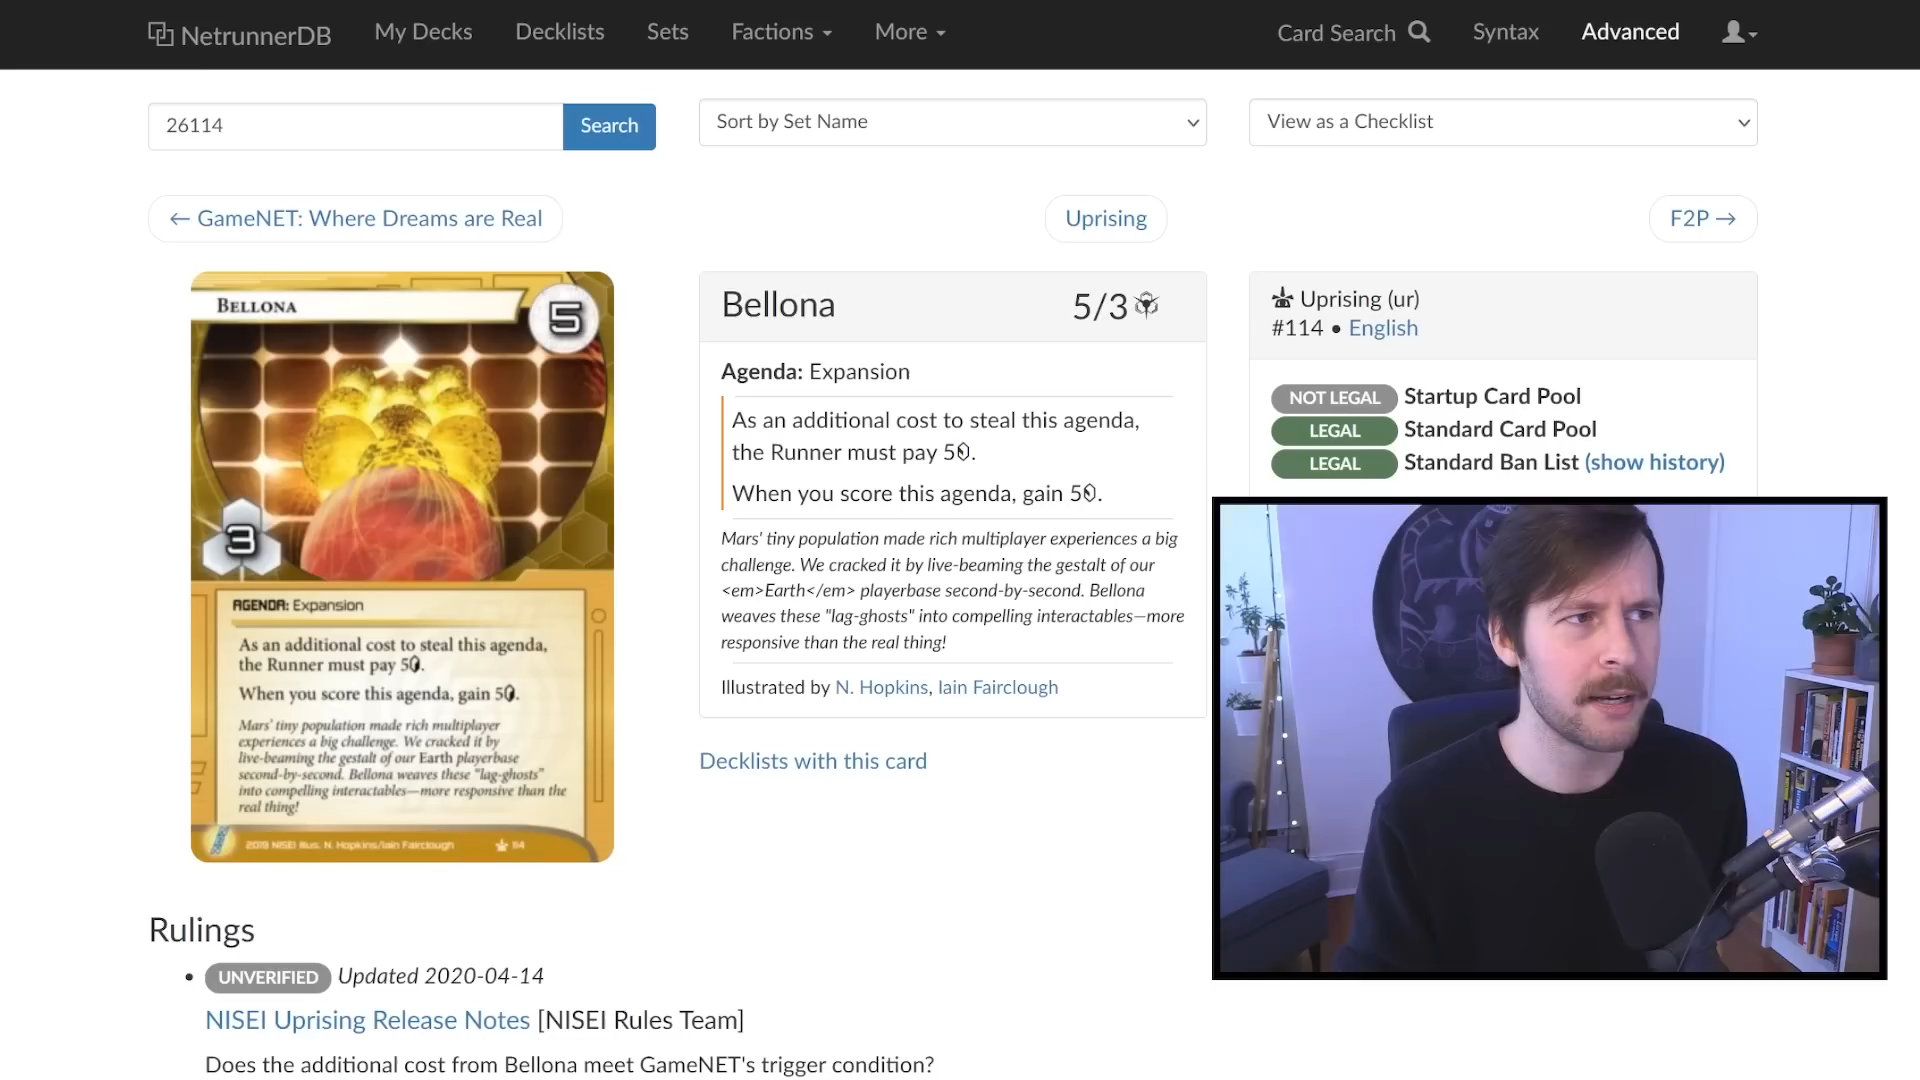 NetrunnerDB My Decks Decklists Sets Factions More Card Search Syntax Advanced
26114 Search Sort by Set Name View as a Checklist
← GameNET: Where Dreams are Real Uprising F2P →
BELLONA
5
3
AGENDA: Expansion
As an additional cost to steal this agenda,
the Runner must pay 5.
When you score this agenda, gain 5.
Mars' tiny population made rich multiplayer
experiences a big challenge. We cracked it by
live-beaming the gestalt of our Earth playerbase
second-by-second. Bellona weaves these "lag-ghosts"
into compelling interactables—more responsive than the
real thing!
2019 NISEI Illus. N. Hopkins/Iain Fairclough 114
Bellona 5/3
Agenda: Expansion
As an additional cost to steal this agenda,
the Runner must pay 5.
When you score this agenda, gain 5.
Mars' tiny population made rich multiplayer experiences a big
challenge. We cracked it by live-beaming the gestalt of our
<em>Earth</em> playerbase second-by-second. Bellona
weaves these "lag-ghosts" into compelling interactables—more
responsive than the real thing!
Illustrated by N. Hopkins, Iain Fairclough
Decklists with this card
Uprising (ur)
#114 • English
NOT LEGAL Startup Card Pool
LEGAL Standard Card Pool
LEGAL Standard Ban List (show history)
Rulings
• UNVERIFIED Updated 2020-04-14
NISEI Uprising Release Notes [NISEI Rules Team]
Does the additional cost from Bellona meet GameNET's trigger condition?